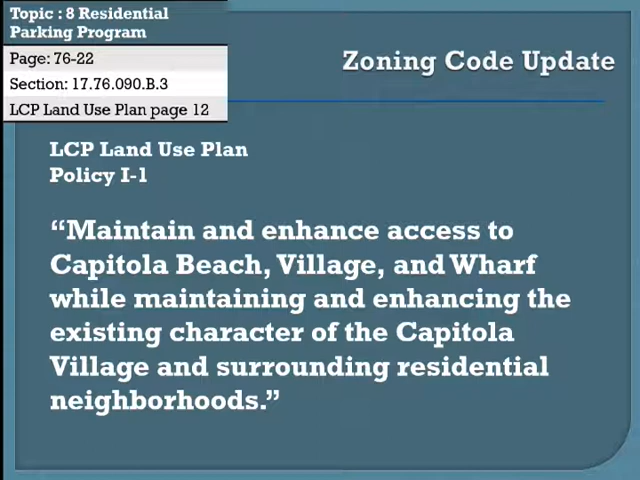 Topic : 8 Residential
Parking Program
Page: 76-22
Section: 17.76.090.B.3
LCP Land Use Plan page 12
Zoning Code Update
LCP Land Use Plan
Policy I-1
“Maintain and enhance access to
Capitola Beach, Village, and Wharf
while maintaining and enhancing the
existing character of the Capitola
Village and surrounding residential
neighborhoods.”